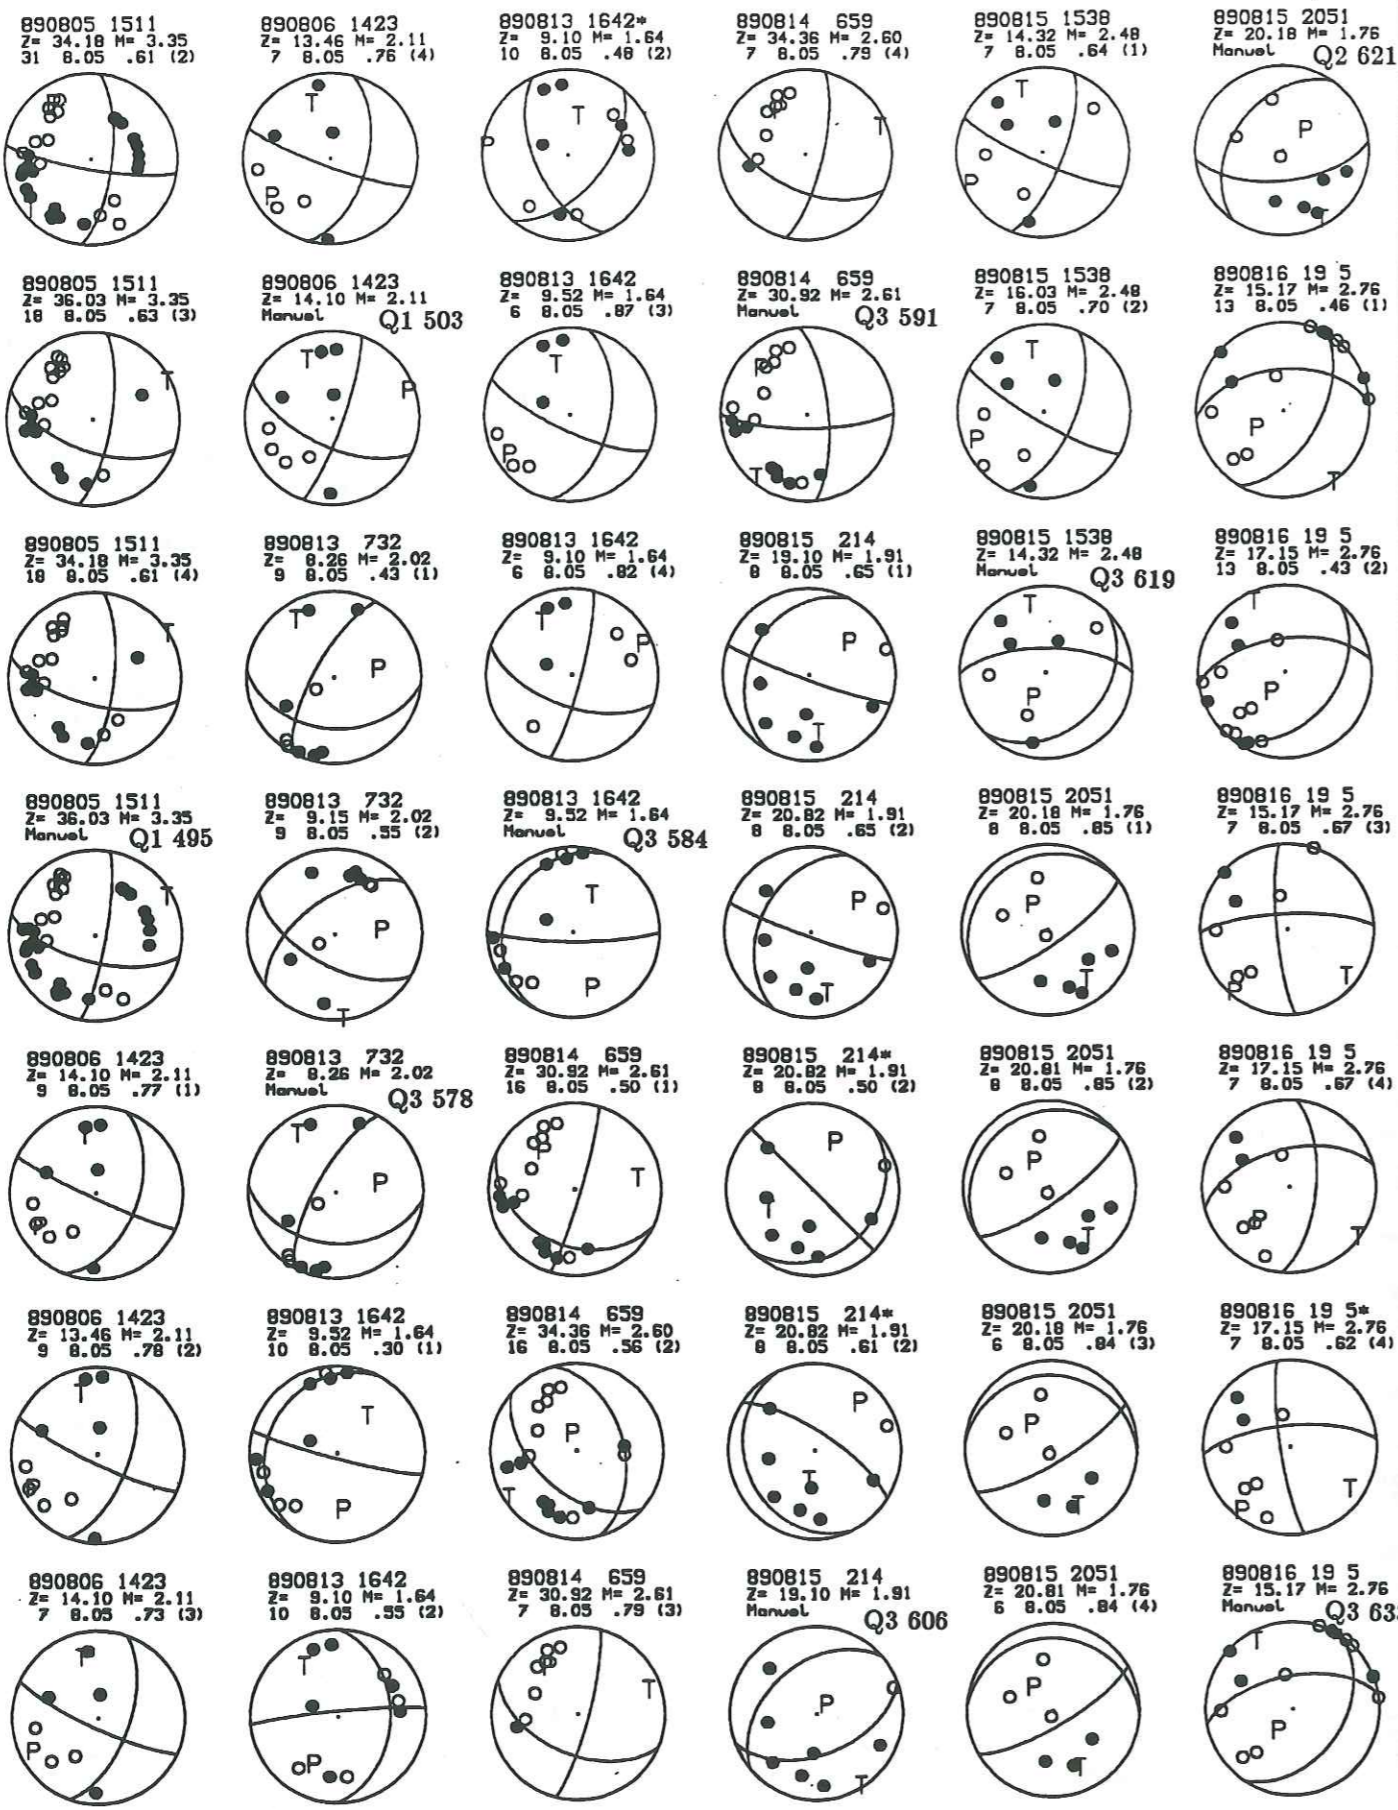 890805 1511
Z= 34.18 M= 3.35
31 8.05 .61 (2)
890806 1423
Z= 13.46 M= 2.11
7 8.05 .76 (4)
T
P
890813 1642*
Z= 9.10 M= 1.64
10 8.05 .48 (2)
T
P
890814 659
Z= 34.36 M= 2.60
7 8.05 .79 (4)
T
890815 1538
Z= 14.32 M= 2.48
7 8.05 .64 (1)
T
P
890815 2051
Z= 20.18 M= 1.76
Manuel Q2 621
P
T
890805 1511
Z= 36.03 M= 3.35
18 8.05 .63 (3)
T
890806 1423
Z= 14.10 M= 2.11
Manuel Q1 503
T
P
890813 1642
Z= 9.52 M= 1.64
6 8.05 .87 (3)
T
P
890814 659
Z= 30.92 M= 2.61
Manuel Q3 591
P
T
890815 1538
Z= 16.03 M= 2.48
7 8.05 .70 (2)
T
P
890816 19 5
Z= 15.17 M= 2.76
13 8.05 .46 (1)
P
T
890805 1511
Z= 34.18 M= 3.35
18 8.05 .61 (4)
P
T
890813 732
Z= 8.26 M= 2.02
9 8.05 .43 (1)
T
P
890813 1642
Z= 9.10 M= 1.64
6 8.05 .82 (4)
T
P
890815 214
Z= 19.10 M= 1.91
8 8.05 .65 (1)
P
T
890815 1538
Z= 14.32 M= 2.48
Manuel Q3 619
T
P
890816 19 5
Z= 17.15 M= 2.76
13 8.05 .43 (2)
T
P
890805 1511
Z= 36.03 M= 3.35
Manuel Q1 495
T
890813 732
Z= 9.15 M= 2.02
9 8.05 .55 (2)
P
T
890813 1642
Z= 9.52 M= 1.64
Manuel Q3 584
T
P
890815 214
Z= 20.82 M= 1.91
8 8.05 .65 (2)
P
T
890815 2051
Z= 20.18 M= 1.76
8 8.05 .85 (1)
P
T
890816 19 5
Z= 15.17 M= 2.76
7 8.05 .67 (3)
T
P
890806 1423
Z= 14.10 M= 2.11
9 8.05 .77 (1)
T
P
890813 732
Z= 8.26 M= 2.02
Manuel Q3 578
T
P
890814 659
Z= 30.92 M= 2.61
16 8.05 .50 (1)
P
T
890815 214*
Z= 20.82 M= 1.91
8 8.05 .50 (2)
P
T
890815 2051
Z= 20.81 M= 1.76
8 8.05 .85 (2)
P
T
890816 19 5
Z= 17.15 M= 2.76
7 8.05 .67 (4)
P
T
890806 1423
Z= 13.46 M= 2.11
9 8.05 .78 (2)
T
P
890813 1642
Z= 9.52 M= 1.64
10 8.05 .30 (1)
T
P
890814 659
Z= 34.36 M= 2.60
16 8.05 .56 (2)
P
T
890815 214*
Z= 20.82 M= 1.91
8 8.05 .61 (2)
P
T
890815 2051
Z= 20.18 M= 1.76
6 8.05 .84 (3)
P
T
890816 19 5*
Z= 17.15 M= 2.76
7 8.05 .62 (4)
T
P
890806 1423
Z= 14.10 M= 2.11
7 8.05 .73 (3)
T
P
890813 1642
Z= 9.10 M= 1.64
10 8.05 .55 (2)
T
P
890814 659
Z= 30.92 M= 2.61
7 8.05 .79 (3)
P
T
890815 214
Z= 19.10 M= 1.91
Manuel Q3 606
P
T
890815 2051
Z= 20.81 M= 1.76
6 8.05 .84 (4)
P
T
890816 19 5
Z= 15.17 M= 2.76
Manuel Q3 63
T
P